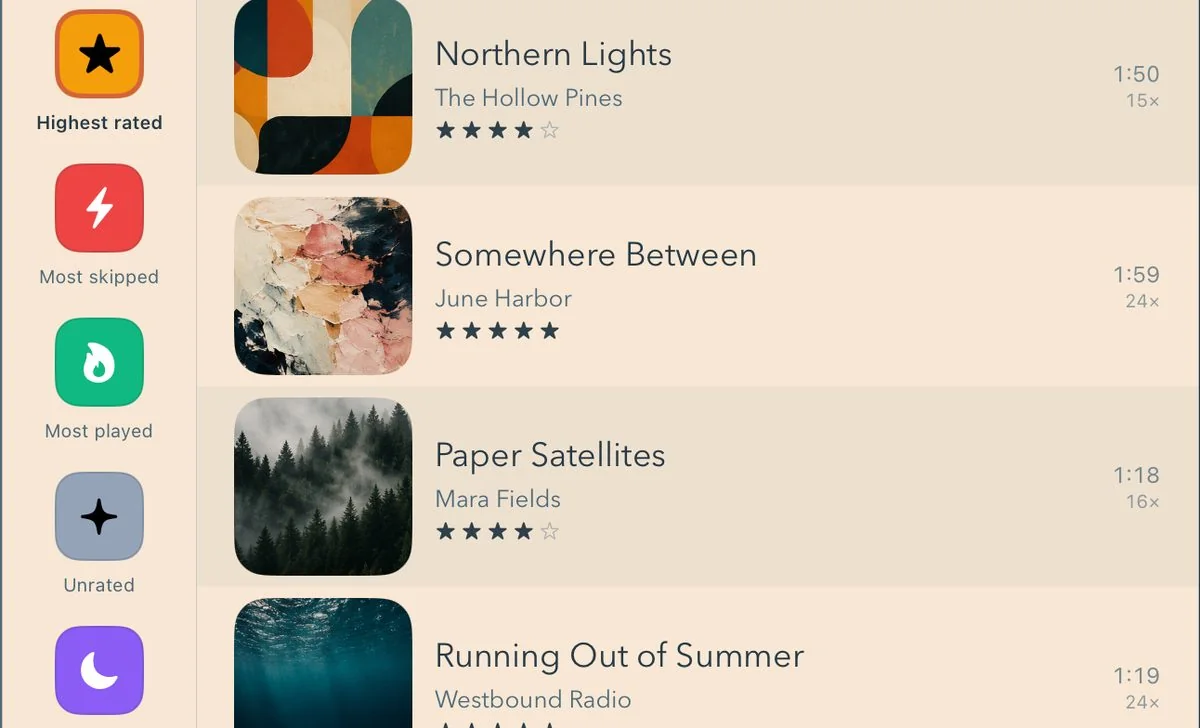 Highest rated
Most skipped
Most played
Unrated
Northern Lights
The Hollow Pines
★★★★☆
1:50
15×
Somewhere Between
June Harbor
★★★★★
1:59
24×
Paper Satellites
Mara Fields
★★★★☆
1:18
16×
Running Out of Summer
Westbound Radio
1:19
24×